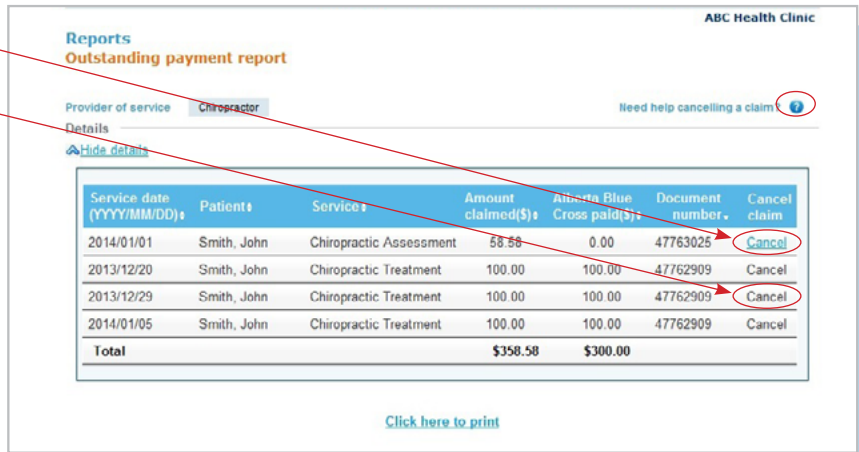 ABC Health Clinic
Reports
Outstanding payment report
Provider of service Chiropractor Need help cancelling a claim? ?
Details
Hide details
Service date (YYYY/MM/DD) Patient Service Amount claimed($) Alberta Blue Cross paid($) Document number Cancel claim
2014/01/01 Smith, John Chiropractic Assessment 58.58 0.00 47763025 Cancel
2013/12/20 Smith, John Chiropractic Treatment 100.00 100.00 47762909 Cancel
2013/12/29 Smith, John Chiropractic Treatment 100.00 100.00 47762909 Cancel
2014/01/05 Smith, John Chiropractic Treatment 100.00 100.00 47762909 Cancel
Total $358.58 $300.00
Click here to print